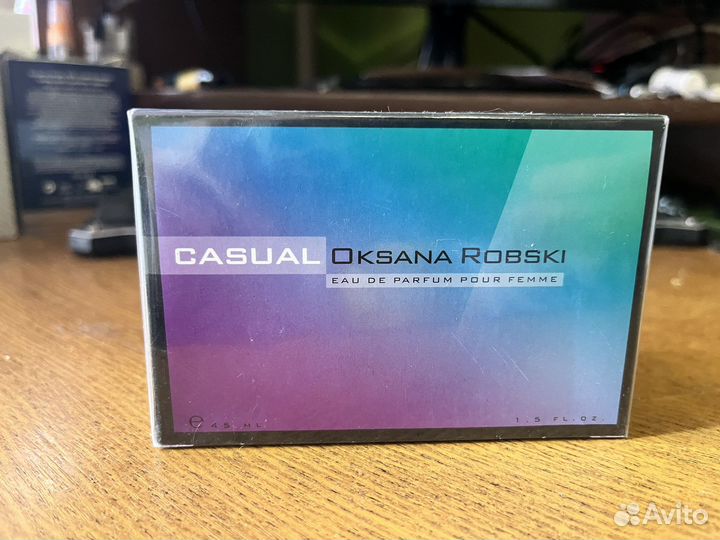 CASUAL OKSANA ROBSKI
EAU DE PARFUM POUR FEMME
e 45 ML
1.5 FL.OZ.
Avito